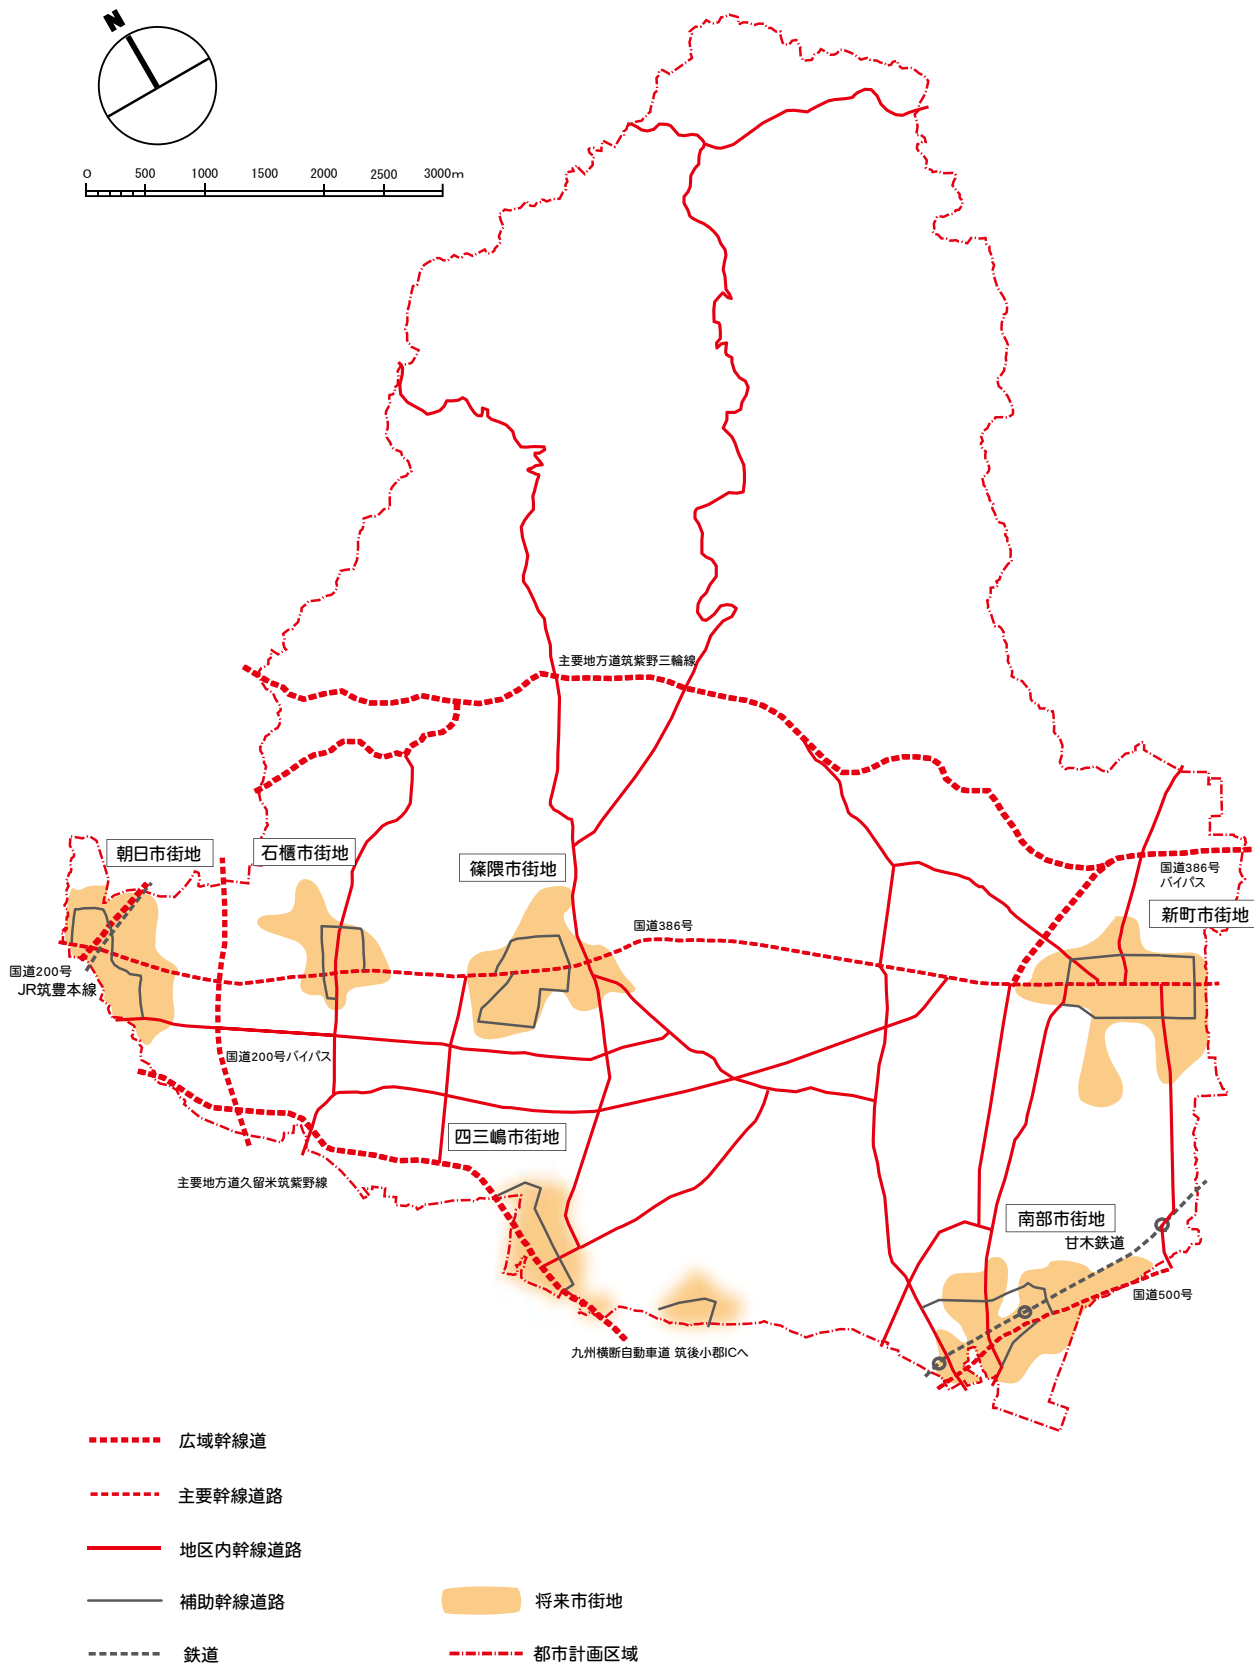 N
0
500
1000
1500
2000
2500
3000m
主要地方道筑紫野三輪線
朝日市街地
石櫃市街地
篠隈市街地
国道386号
バイパス
新町市街地
国道386号
国道200号
JR筑豊本線
国道200号バイパス
四三嶋市街地
主要地方道久留米筑紫野線
南部市街地
甘木鉄道
国道500号
九州横断自動車道 筑後小郡ICへ
広域幹線道
主要幹線道路
地区内幹線道路
補助幹線道路
将来市街地
鉄道
都市計画区域